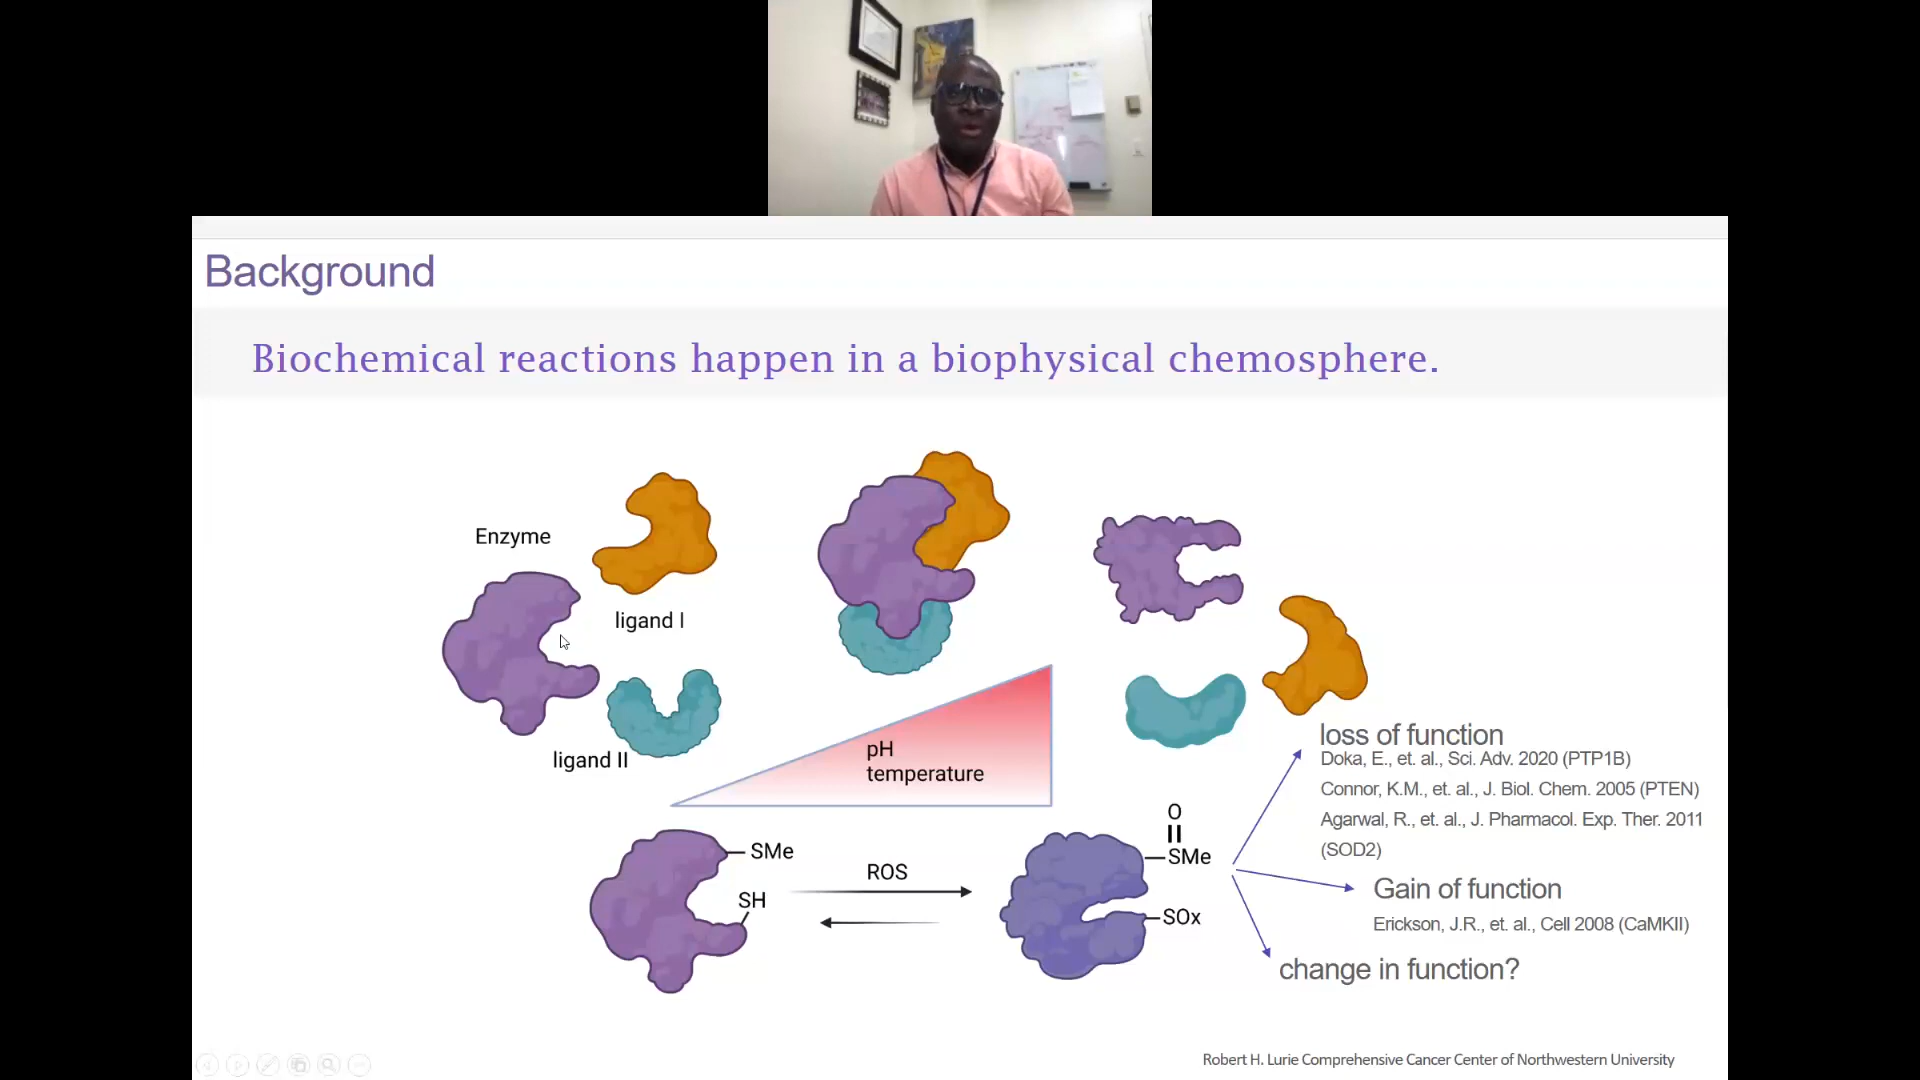 Background
Biochemical reactions happen in a biophysical chemosphere.
Enzyme
ligand I
ligand II
pH
temperature
SMe
SH
ROS
O
SMe
SOx
loss of function
Doka, E., et. al., Sci. Adv. 2020 (PTP1B)
Connor, K.M., et. al., J. Biol. Chem. 2005 (PTEN)
Agarwal, R., et. al., J. Pharmacol. Exp. Ther. 2011
(SOD2)
Gain of function
Erickson, J.R., et. al., Cell 2008 (CaMKII)
change in function?
Robert H. Lurie Comprehensive Cancer Center of Northwestern University